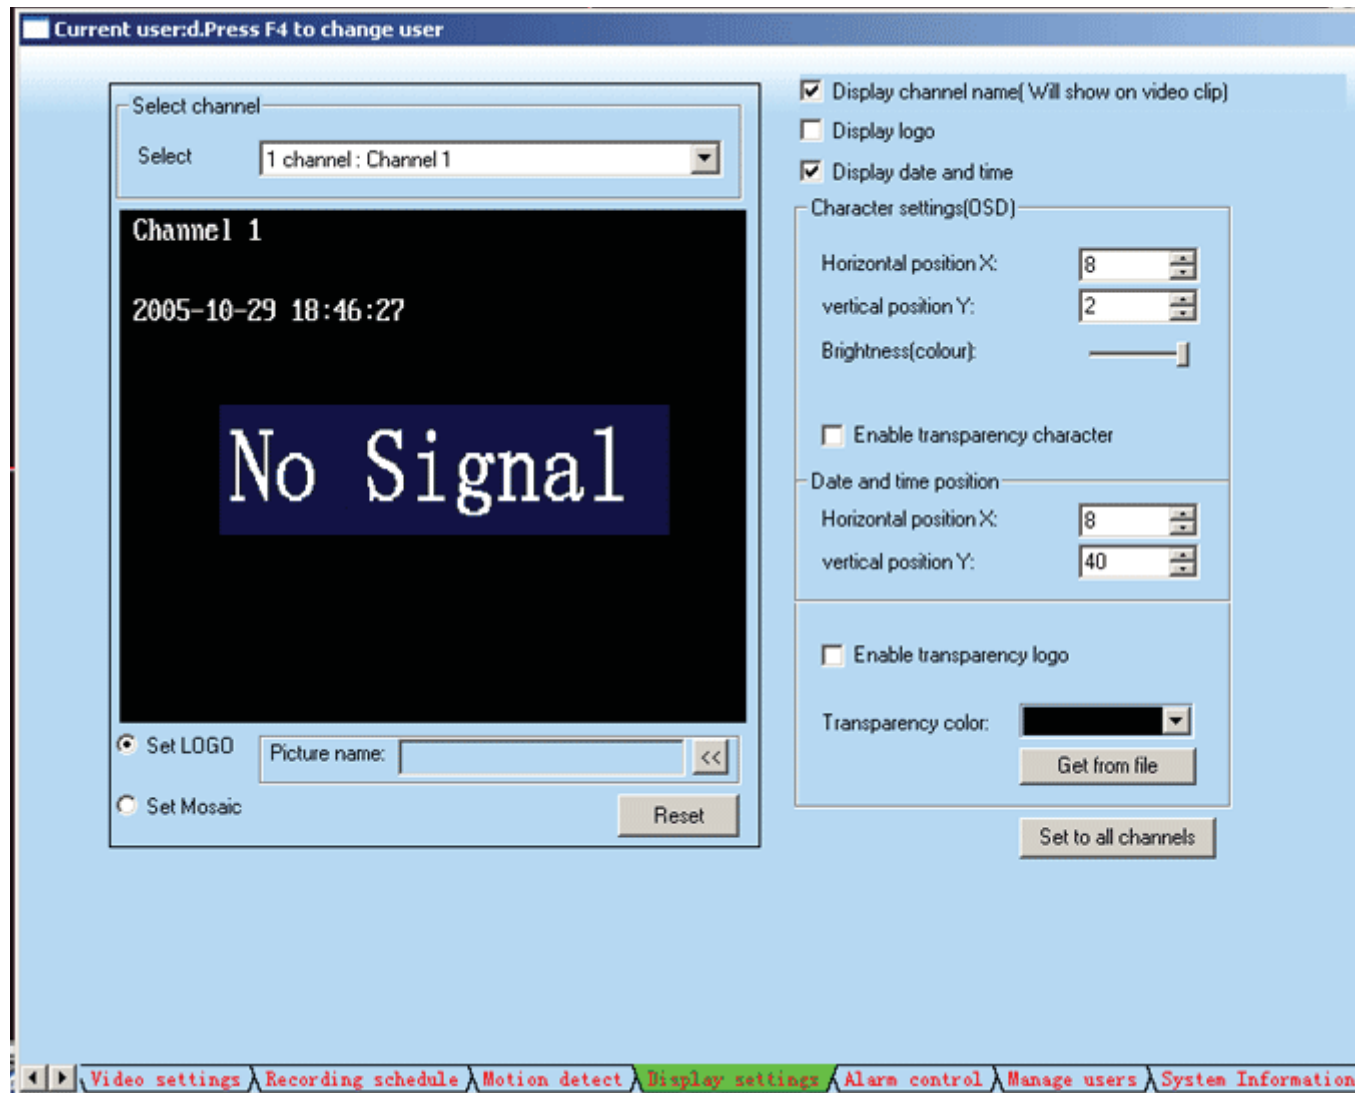 Current user:d.Press F4 to change user
Select channel
Select
1 channel : Channel 1
Channel 1
2005-10-29 18:46:27
No Signal
Set LOGO
Picture name:
<<
Set Mosaic
Reset
Display channel name( Will show on video clip)
Display logo
Display date and time
Character settings(OSD)
Horizontal position X:
8
vertical position Y:
2
Brightness(colour):
Enable transparency character
Date and time position
Horizontal position X:
8
vertical position Y:
40
Enable transparency logo
Transparency color:
Get from file
Set to all channels
Video settings Recording schedule Motion detect Display settings Alarm control Manage users System Information